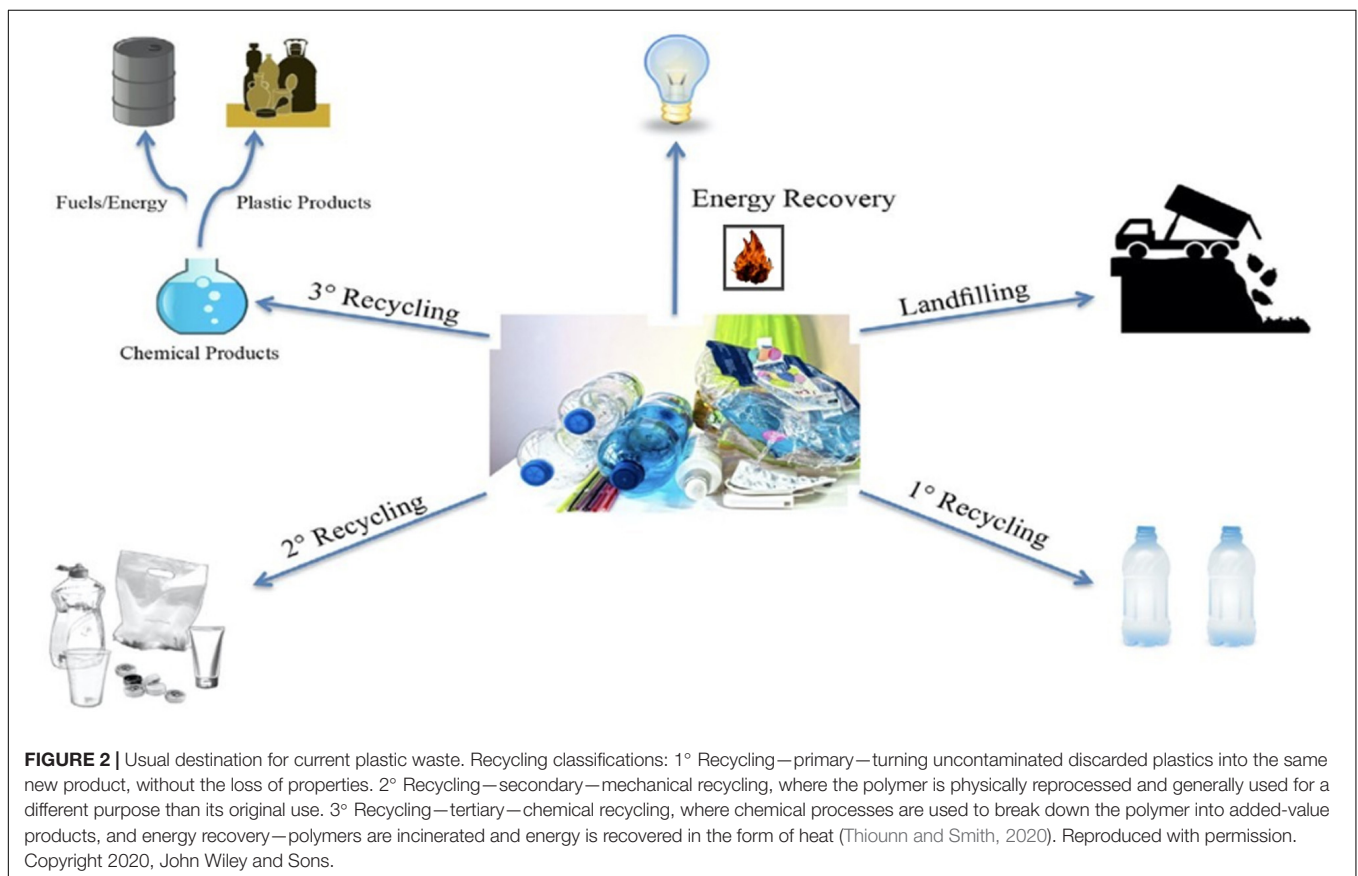 Fuels/Energy
Plastic Products
Energy Recovery
3° Recycling
Landfilling
Chemical Products
2° Recycling
1° Recycling
FIGURE 2 | Usual destination for current plastic waste. Recycling classifications: 1° Recycling—primary—turning uncontaminated discarded plastics into the same
new product, without the loss of properties. 2° Recycling—secondary—mechanical recycling, where the polymer is physically reprocessed and generally used for a
different purpose than its original use. 3° Recycling—tertiary—chemical recycling, where chemical processes are used to break down the polymer into added-value
products, and energy recovery—polymers are incinerated and energy is recovered in the form of heat (Thiounn and Smith, 2020). Reproduced with permission.
Copyright 2020, John Wiley and Sons.